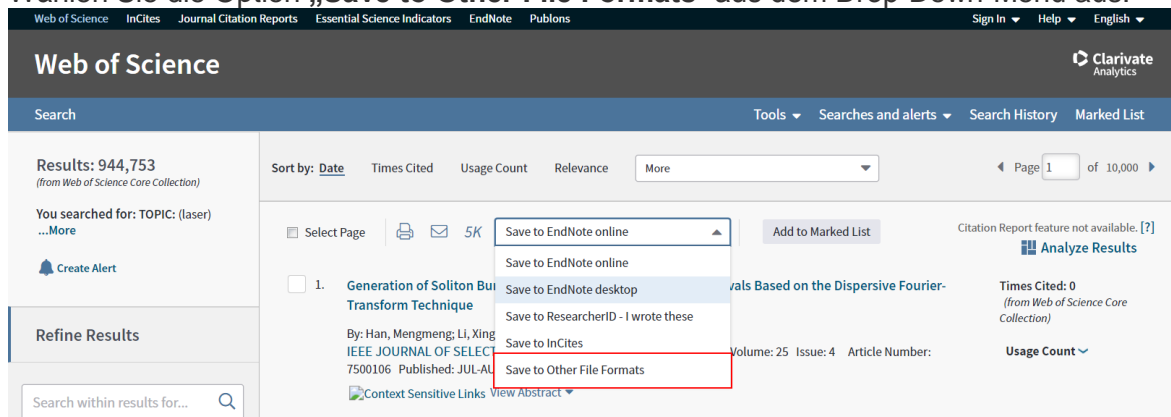 Wählen Sie die Option „Save to Other File Formats" aus dem Drop-Down Menü aus.
Web of Science InCites Journal Citation Reports Essential Science Indicators EndNote Publons Sign In Help English
Web of Science
Clarivate
Analytics
Search Tools Searches and alerts Search History Marked List
Results: 944,753
(from Web of Science Core Collection)
You searched for: TOPIC: (laser)
...More
Create Alert
Refine Results
Search within results for...
Sort by: Date Times Cited Usage Count Relevance More Page 1 of 10,000
Select Page 5K Save to EndNote online Add to Marked List
Save to EndNote online
Save to EndNote desktop
Save to ResearcherID - I wrote these
Save to InCites
Save to Other File Formats
Citation Report feature not available. [?]
Analyze Results
1. Generation of Soliton Bu vals Based on the Dispersive Fourier-
Transform Technique
By: Han, Mengmeng; Li, Xing
IEEE JOURNAL OF SELECT Volume: 25 Issue: 4 Article Number:
7500106 Published: JUL-AU
Context Sensitive Links View Abstract
Times Cited: 0
(from Web of Science Core
Collection)
Usage Count